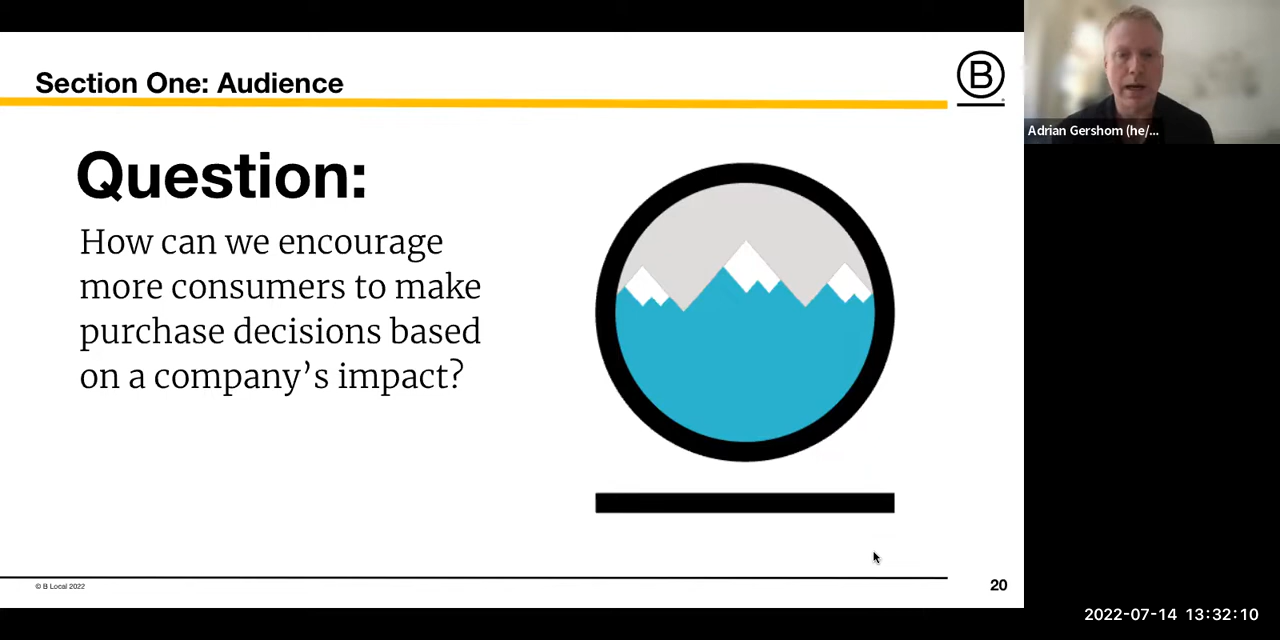 Section One: Audience
B
Question:
How can we encourage
more consumers to make
purchase decisions based
on a company’s impact?
© B Local 2022
20
Adrian Gershom (he/...
2022-07-14 13:32:10